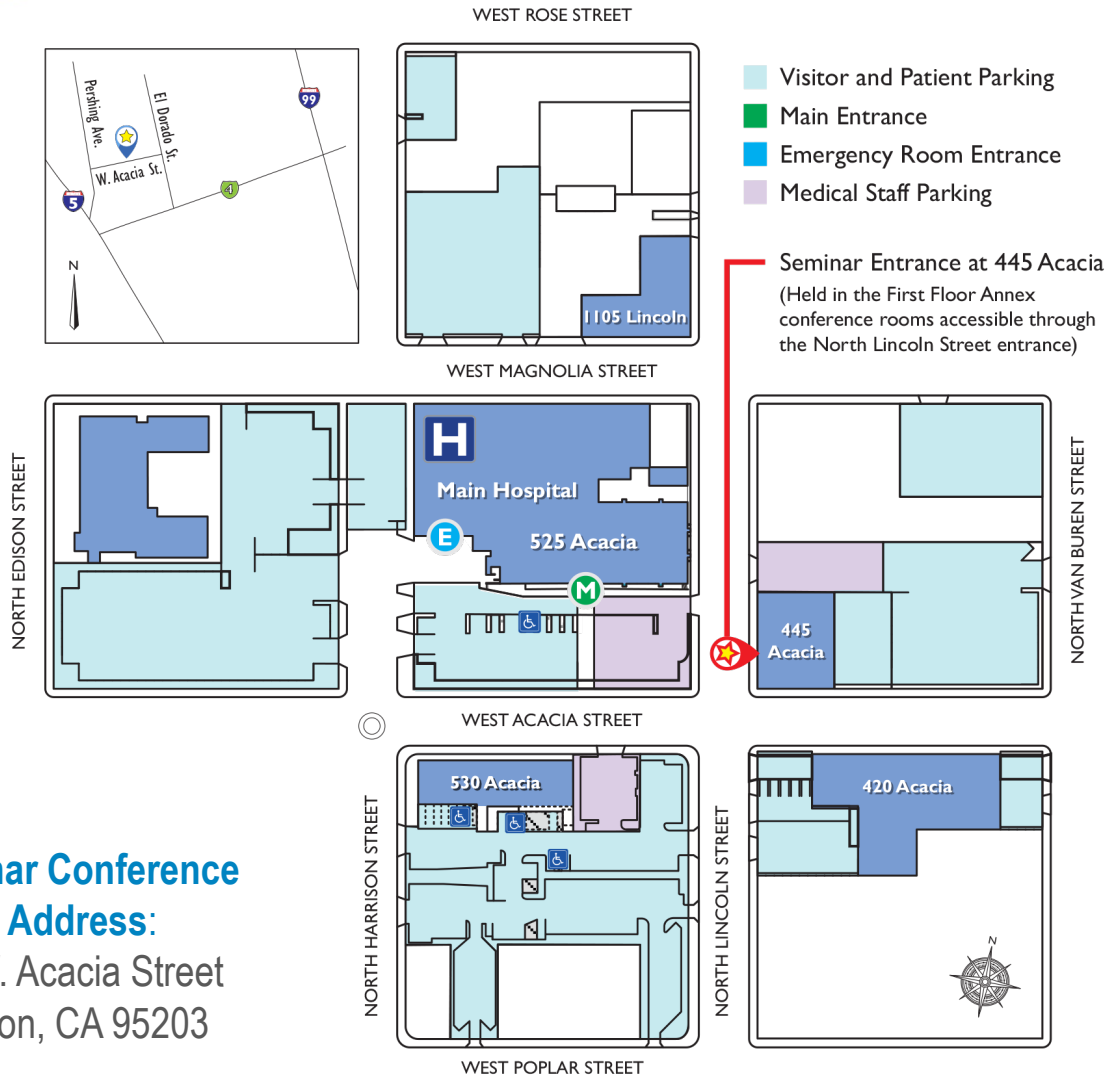 WEST ROSE STREET
Pershing Ave.
El Dorado St.
99
W. Acacia St.
5
4
N
Visitor and Patient Parking
Main Entrance
Emergency Room Entrance
Medical Staff Parking
Seminar Entrance at 445 Acacia
(Held in the First Floor Annex
conference rooms accessible through
the North Lincoln Street entrance)
1105 Lincoln
WEST MAGNOLIA STREET
NORTH EDISON STREET
H
Main Hospital
E
525 Acacia
M
445
Acacia
NORTH VAN BUREN STREET
WEST ACACIA STREET
530 Acacia
420 Acacia
NORTH HARRISON STREET
NORTH LINCOLN STREET
Conference
Address:
. Acacia Street
CA 95203
N
WEST POPLAR STREET